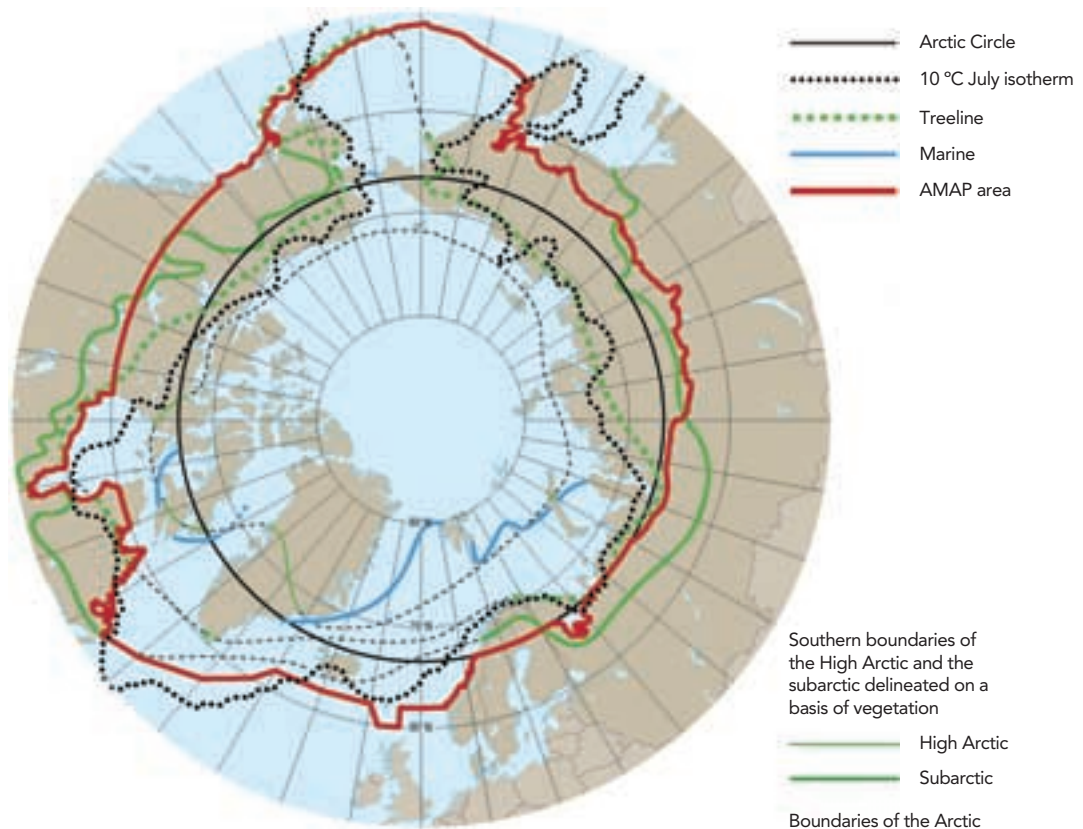 Arctic Circle
10 ºC July isotherm
Treeline
Marine
AMAP area
Southern boundaries of
the High Arctic and the
subarctic delineated on a
basis of vegetation
High Arctic
Subarctic
Boundaries of the Arctic